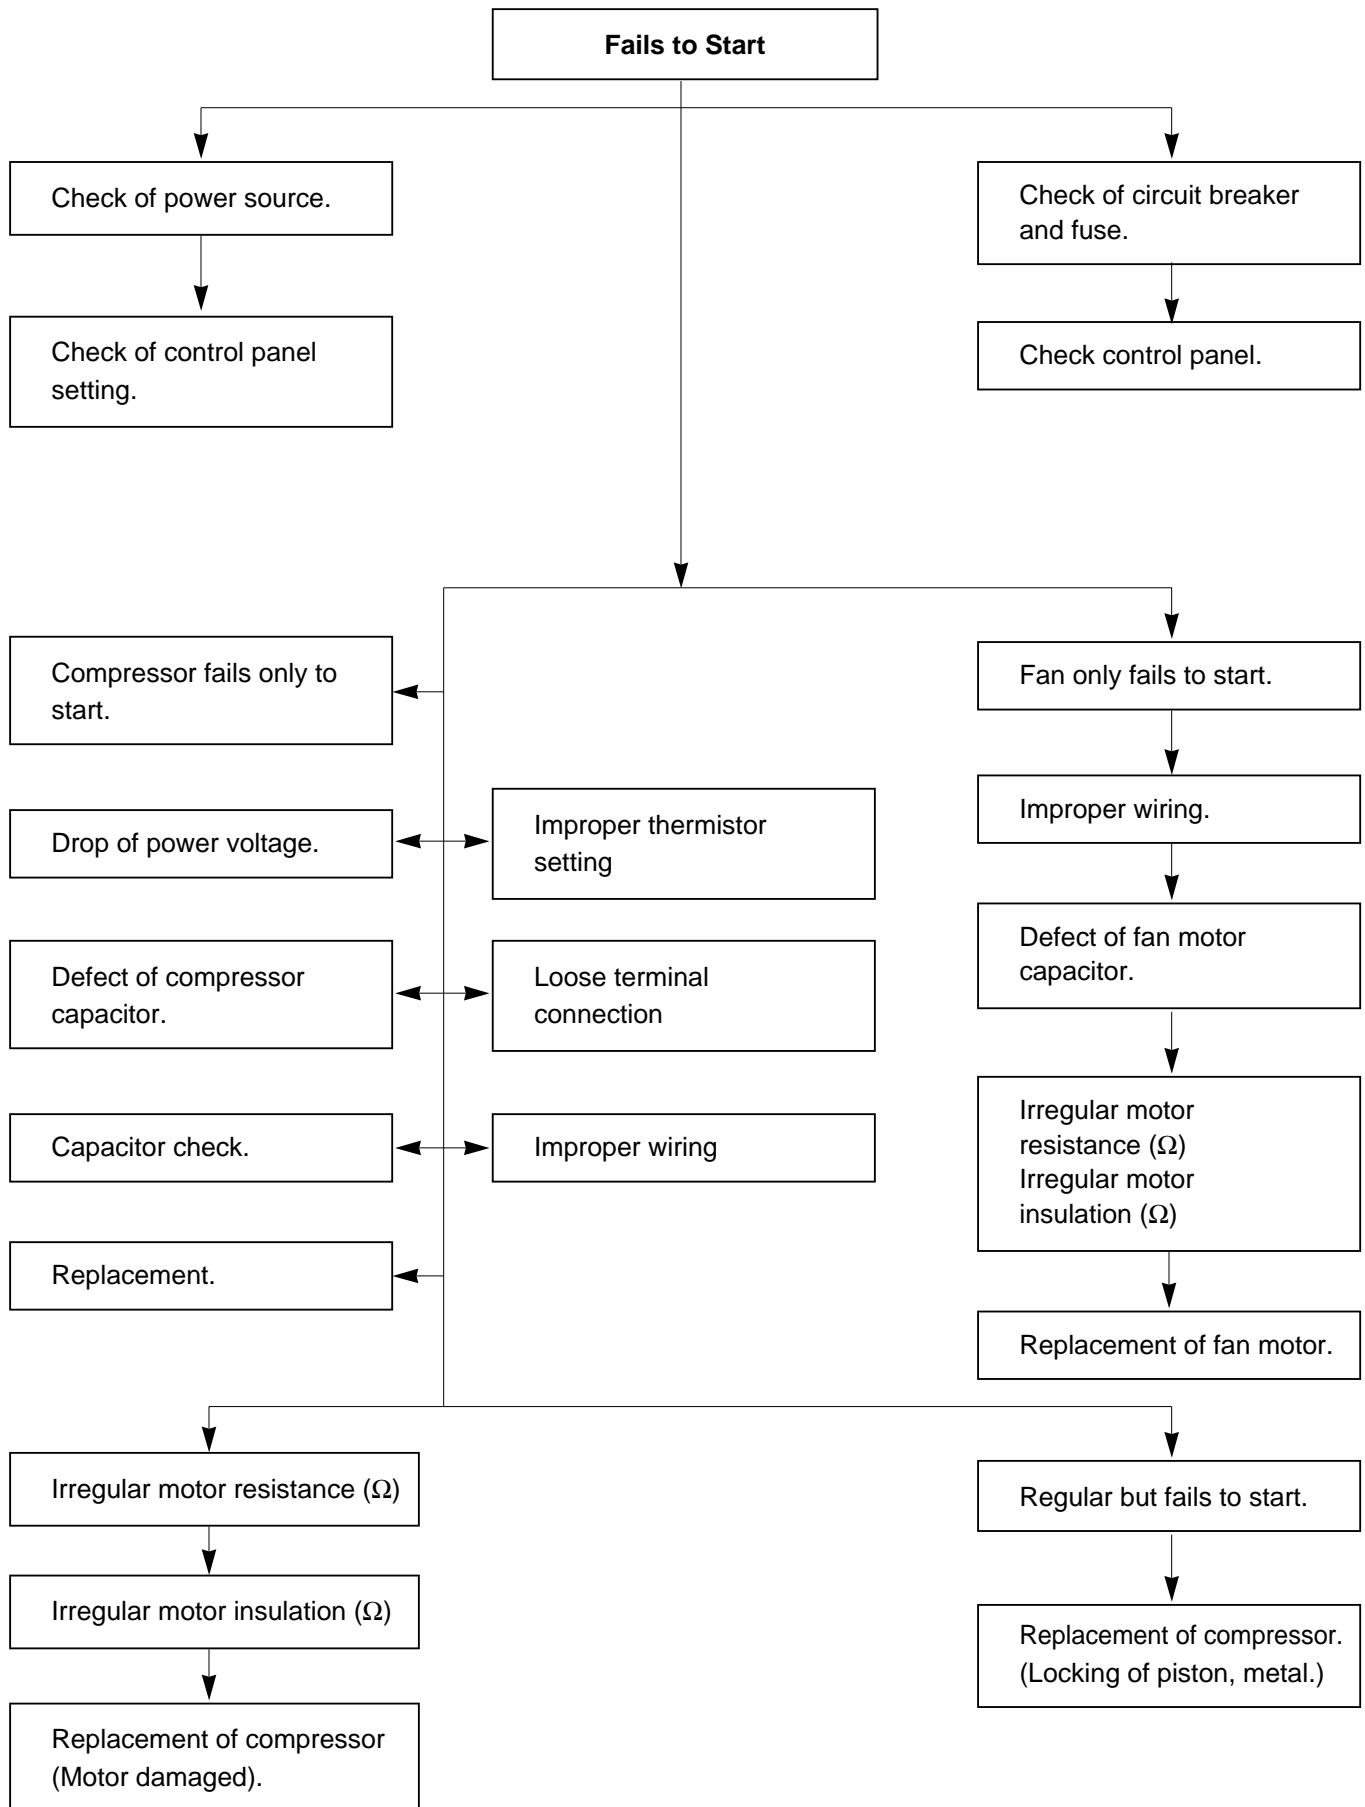 Fails to Start
Check of power source.
Check of circuit breaker
and fuse.
Check of control panel
setting.
Check control panel.
Compressor fails only to
start.
Fan only fails to start.
Drop of power voltage.
Improper thermistor
setting
Improper wiring.
Defect of compressor
capacitor.
Loose terminal
connection
Defect of fan motor
capacitor.
Capacitor check.
Improper wiring
Irregular motor
resistance (Ω)
Irregular motor
insulation (Ω)
Replacement.
Replacement of fan motor.
Irregular motor resistance (Ω)
Regular but fails to start.
Irregular motor insulation (Ω)
Replacement of compressor.
(Locking of piston, metal.)
Replacement of compressor
(Motor damaged).